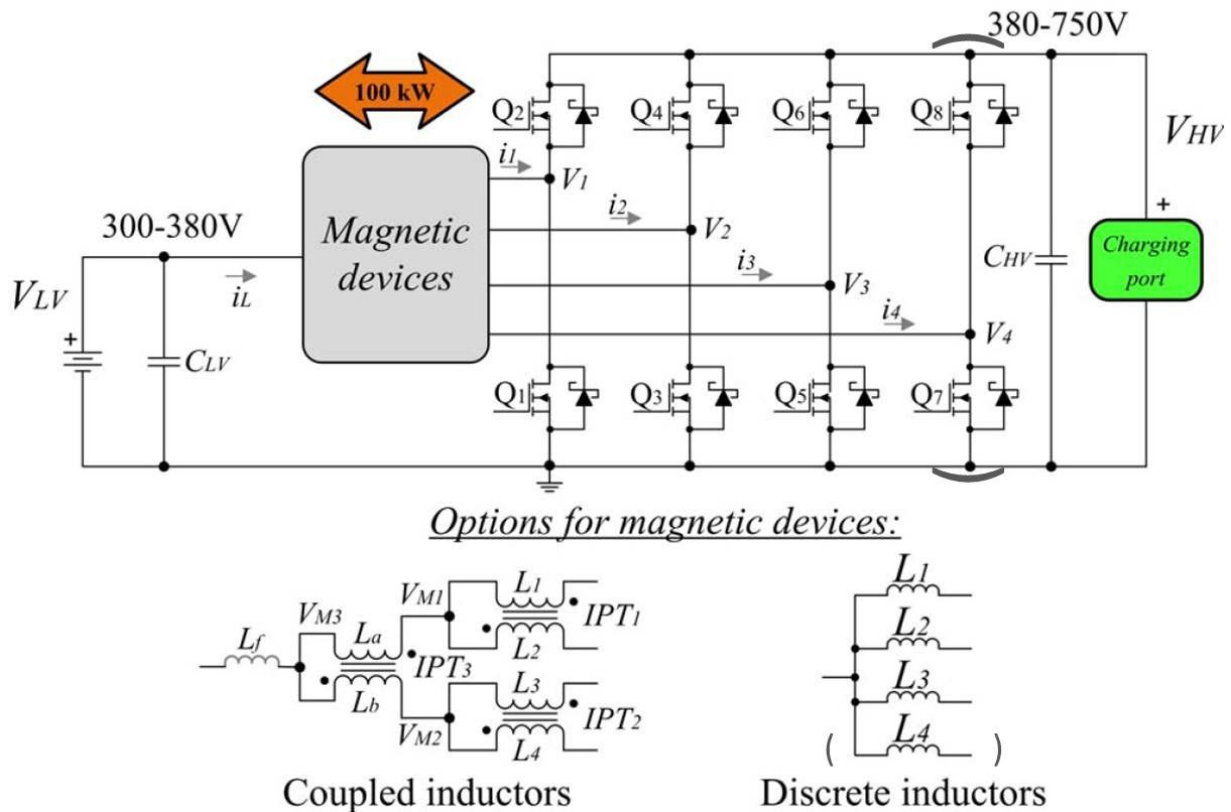 380-750V
100 kW
Q2
Q4
Q6
Q8
i1
V1
VHV
+
300-380V
Magnetic
devices
i2
V2
i3
V3
CHV
Charging
port
VLV
iL
i4
V4
+
CLV
Q1
Q3
Q5
Q7
Options for magnetic devices:
Lf
VM3
La
Lb
IPT3
VM1
L1
L2
IPT1
VM2
L3
L4
IPT2
L1
L2
L3
( L4 )
Coupled inductors
Discrete inductors